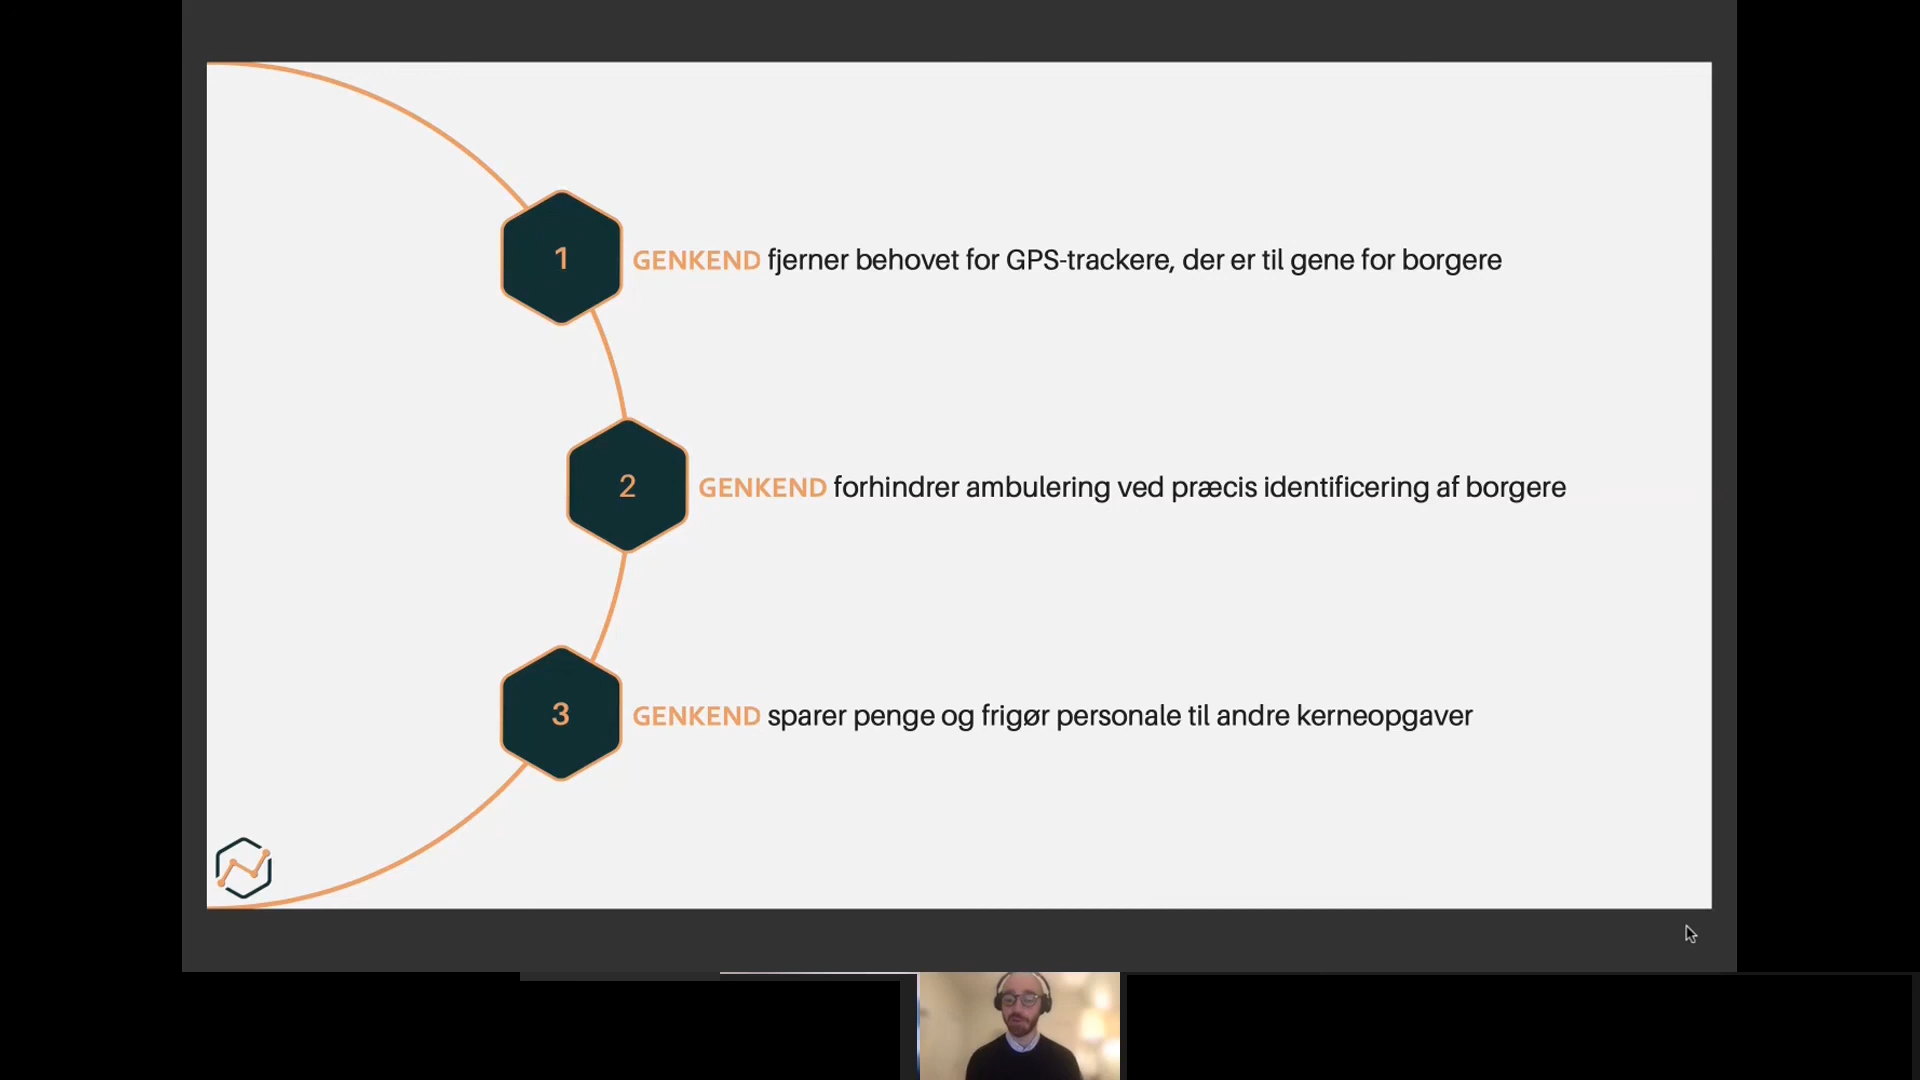 1
GENKEND fjerner behovet for GPS-trackere, der er til gene for borgere
2
GENKEND forhindrer ambulering ved præcis identificering af borgere
3
GENKEND sparer penge og frigør personale til andre kerneopgaver